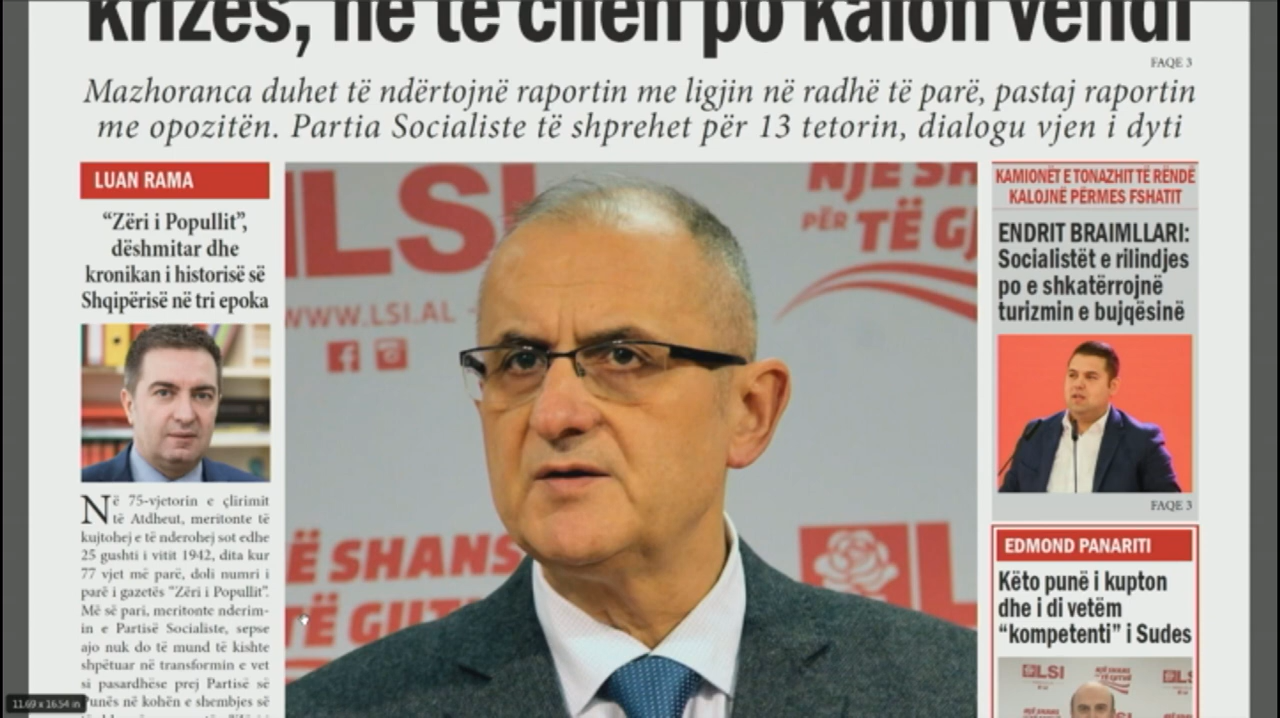 krizës, në të cilën po kalon vendi
FAQE 3
Mazhoranca duhet të ndërtojnë raportin me ligjin në radhë të parë, pastaj raportin
me opozitën. Partia Socialiste të shprehet për 13 tetorin, dialogu vjen i dyti
LUAN RAMA
“Zëri i Popullit”,
dëshmitar dhe
kronikan i historisë së
Shqipërisë në tri epoka
Në 75-vjetorin e çlirimit
të Atdheut, meritonte të
kujtohej e të nderohej sot edhe
25 gushti i vitit 1942, dita kur
77 vjet më parë, doli numri i
parë i gazetës “Zëri i Popullit”.
Më së pari, meritonte nderim-
in e Partisë Socialiste, sepse
ajo nuk do të mund të kishte
shpëtuar në transformin e vet
si pasardhëse prej Partisë së
Punës në kohën e shembjes së
11.69 x 16.54 in
LSI
WWW.LSI.AL -
NJË SH
PËR TË GJ
Ë SHANS
TË GJITH
L
KAMIONËT E TONAZHIT TË RËNDË
KALOJNË PËRMES FSHATIT
ENDRIT BRAIMLLARI:
Socialistët e rilindjes
po e shkatërrojnë
turizmin e bujqësinë
FAQE 3
EDMOND PANARITI
Këto punë i kupton
dhe i di vetëm
“kompetenti” i Sudes
LSI